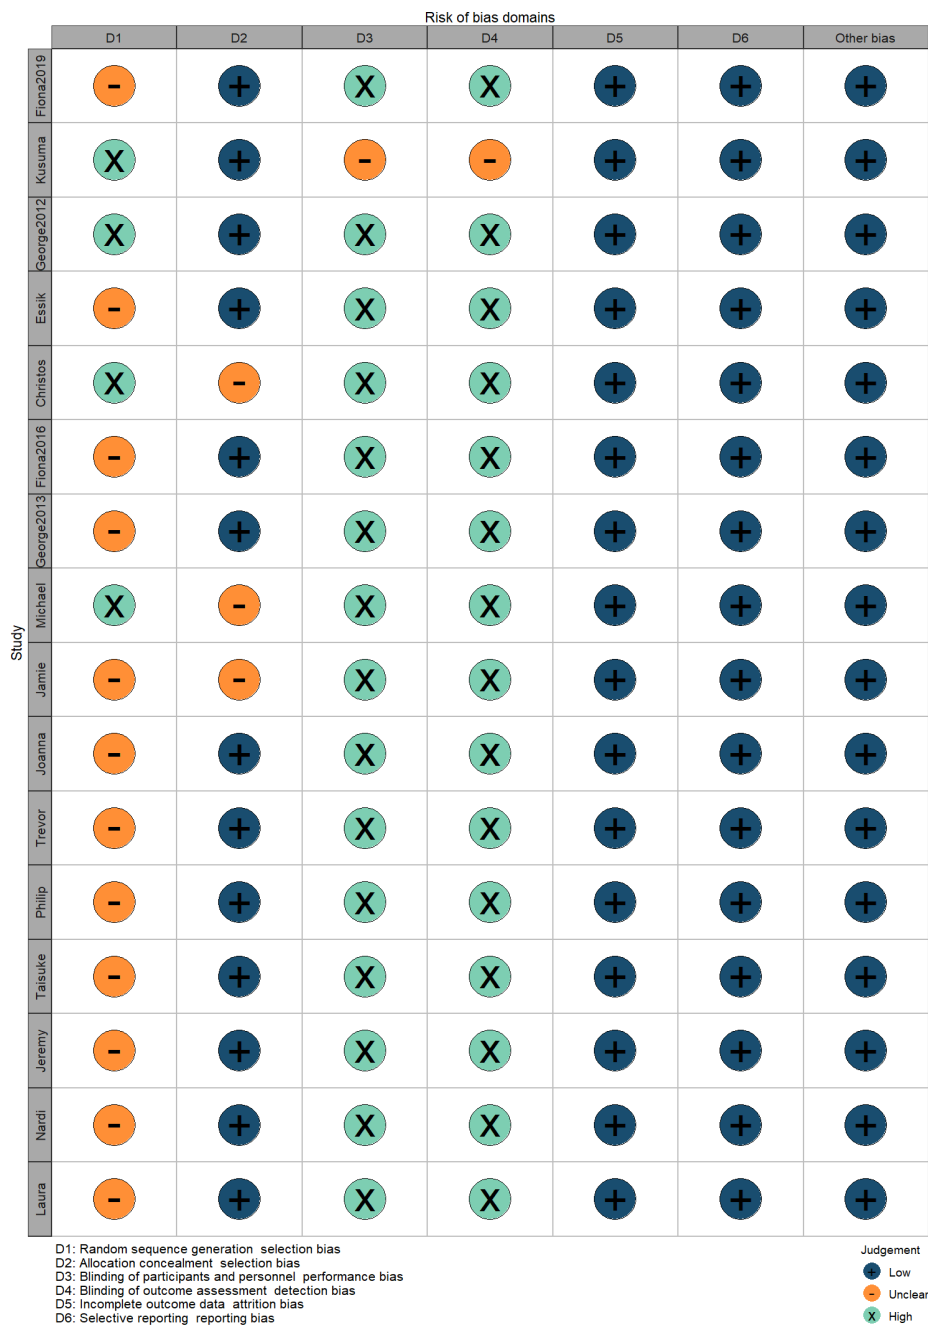 Risk of bias domains
D1 D2 D3 D4 D5 D6 Other bias
Study
Fiona2019 - + X X + + +
Kusuma X + - - + + +
George2012 X + X X + + +
Essik - + X X + + +
Christos X - X X + + +
Fiona2016 - + X X + + +
George2013 - + X X + + +
Michael X - X X + + +
Jamie - - X X + + +
Joanna - + X X + + +
Trevor - + X X + + +
Philip - + X X + + +
Taisuke - + X X + + +
Jeremy - + X X + + +
Nardi - + X X + + +
Laura - + X X + + +
D1: Random sequence generation  selection bias
D2: Allocation concealment  selection bias
D3: Blinding of participants and personnel  performance bias
D4: Blinding of outcome assessment  detection bias
D5: Incomplete outcome data  attrition bias
D6: Selective reporting  reporting bias
Judgement
+ Low
- Unclear
X High